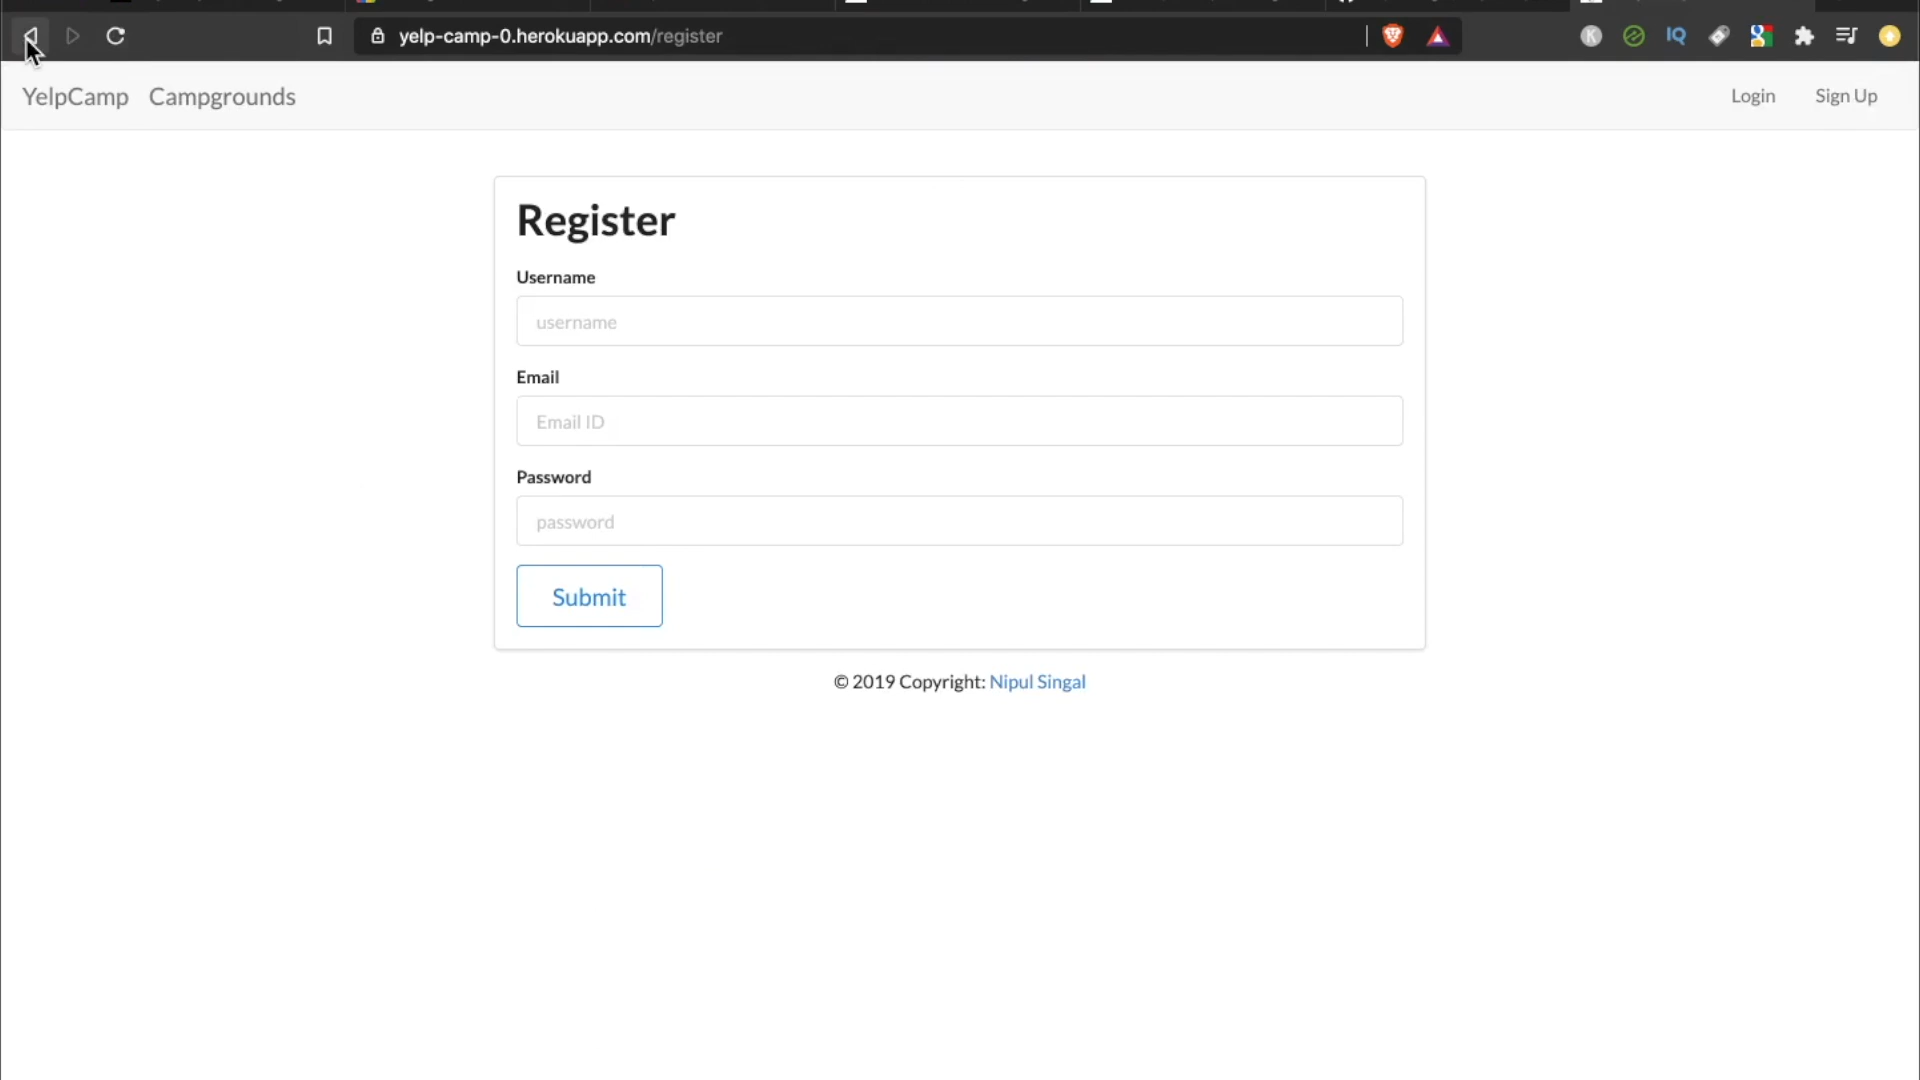 yelp-camp-0.herokuapp.com/register
K
IQ
YelpCamp Campgrounds Login Sign Up
Register
Username
username
Email
Email ID
Password
password
Submit
© 2019 Copyright: Nipul Singal